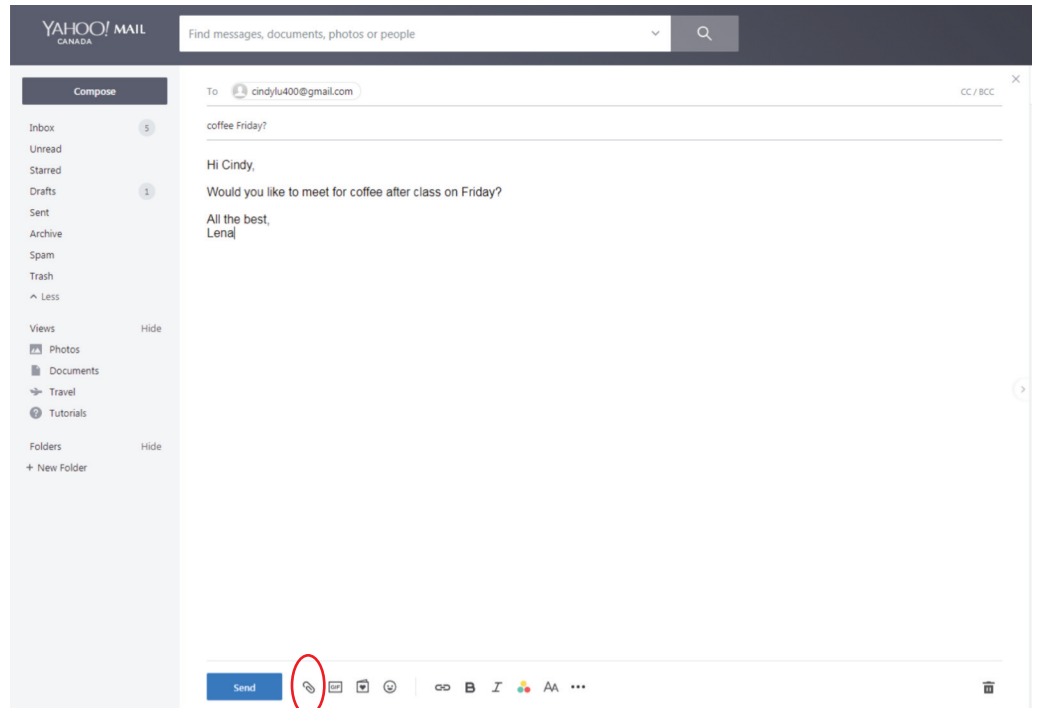 YAHOO! MAIL
CANADA
Find messages, documents, photos or people
Compose
Inbox 5
Unread
Starred
Drafts 1
Sent
Archive
Spam
Trash
Less
Views Hide
Photos
Documents
Travel
Tutorials
Folders Hide
+ New Folder
To cindylu400@gmail.com CC / BCC
coffee Friday?
Hi Cindy,
Would you like to meet for coffee after class on Friday?
All the best,
Lena
Send GIF B I AA